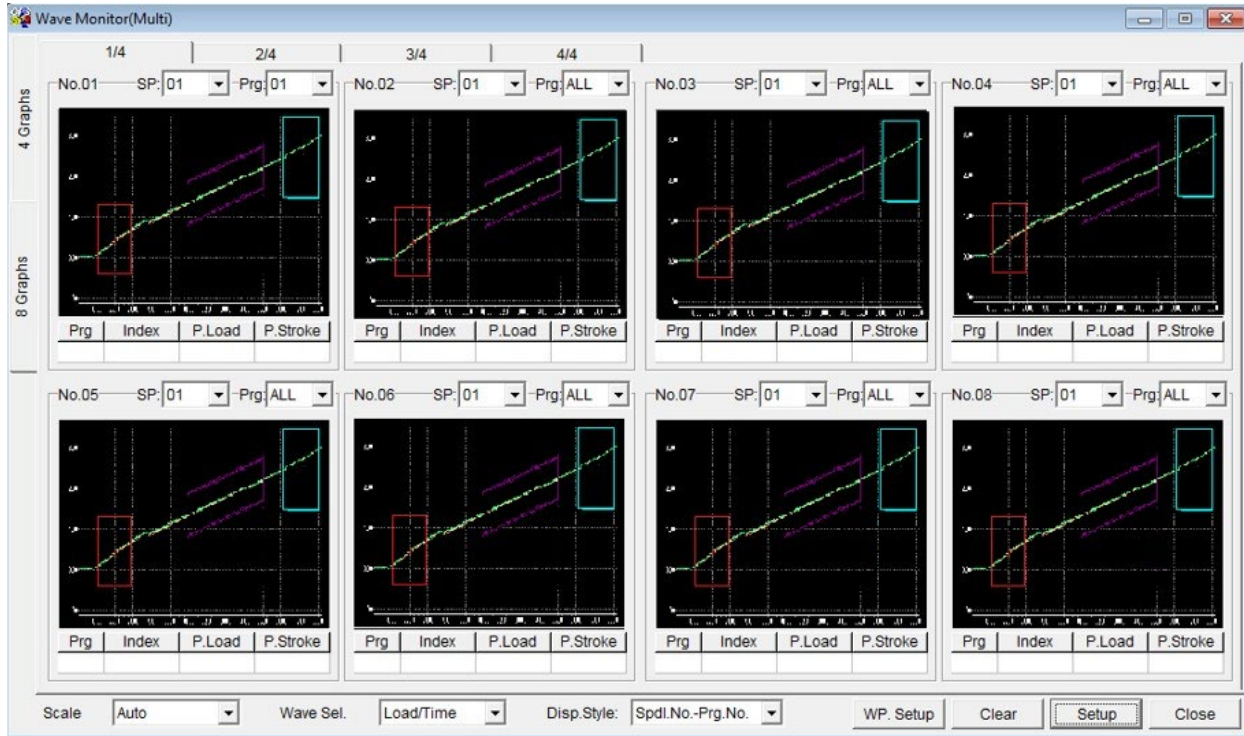 Wave Monitor(Multi)
1/4 2/4 3/4 4/4
4 Graphs
8 Graphs
No.01 SP: 01 Prg: 01 No.02 SP: 01 Prg: ALL No.03 SP: 01 Prg: ALL No.04 SP: 01 Prg: ALL
Prg Index P.Load P.Stroke Prg Index P.Load P.Stroke Prg Index P.Load P.Stroke Prg Index P.Load P.Stroke
No.05 SP: 01 Prg: ALL No.06 SP: 01 Prg: ALL No.07 SP: 01 Prg: ALL No.08 SP: 01 Prg: ALL
Prg Index P.Load P.Stroke Prg Index P.Load P.Stroke Prg Index P.Load P.Stroke Prg Index P.Load P.Stroke
Scale Auto Wave Sel. Load/Time Disp.Style: Spdl.No.-Prg.No. WP. Setup Clear Setup Close